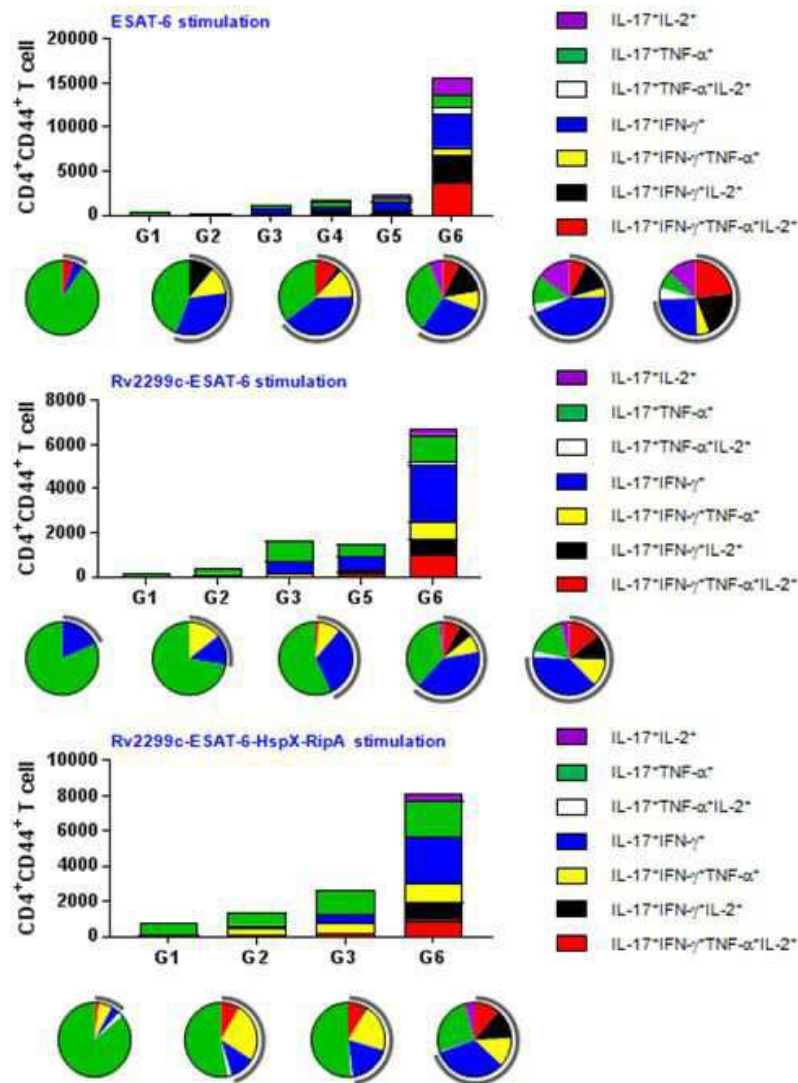 ESAT-6 stimulation
CD4⁺CD44⁺ T cell
20000
15000
10000
5000
0
G1 G2 G3 G4 G5 G6
IL-17⁺IL-2⁺
IL-17⁺TNF-α⁺
IL-17⁺TNF-α⁺IL-2⁺
IL-17⁺IFN-γ⁺
IL-17⁺IFN-γ⁺TNF-α⁺
IL-17⁺IFN-γ⁺IL-2⁺
IL-17⁺IFN-γ⁺TNF-α⁺IL-2⁺
Rv2299c-ESAT-6 stimulation
CD4⁺CD44⁺ T cell
8000
6000
4000
2000
0
G1 G2 G3 G5 G6
IL-17⁺IL-2⁺
IL-17⁺TNF-α⁺
IL-17⁺TNF-α⁺IL-2⁺
IL-17⁺IFN-γ⁺
IL-17⁺IFN-γ⁺TNF-α⁺
IL-17⁺IFN-γ⁺IL-2⁺
IL-17⁺IFN-γ⁺TNF-α⁺IL-2⁺
Rv2299c-ESAT-6-HspX-RipA stimulation
CD4⁺CD44⁺ T cell
10000
8000
6000
4000
2000
0
G1 G2 G3 G6
IL-17⁺IL-2⁺
IL-17⁺TNF-α⁺
IL-17⁺TNF-α⁺IL-2⁺
IL-17⁺IFN-γ⁺
IL-17⁺IFN-γ⁺TNF-α⁺
IL-17⁺IFN-γ⁺IL-2⁺
IL-17⁺IFN-γ⁺TNF-α⁺IL-2⁺